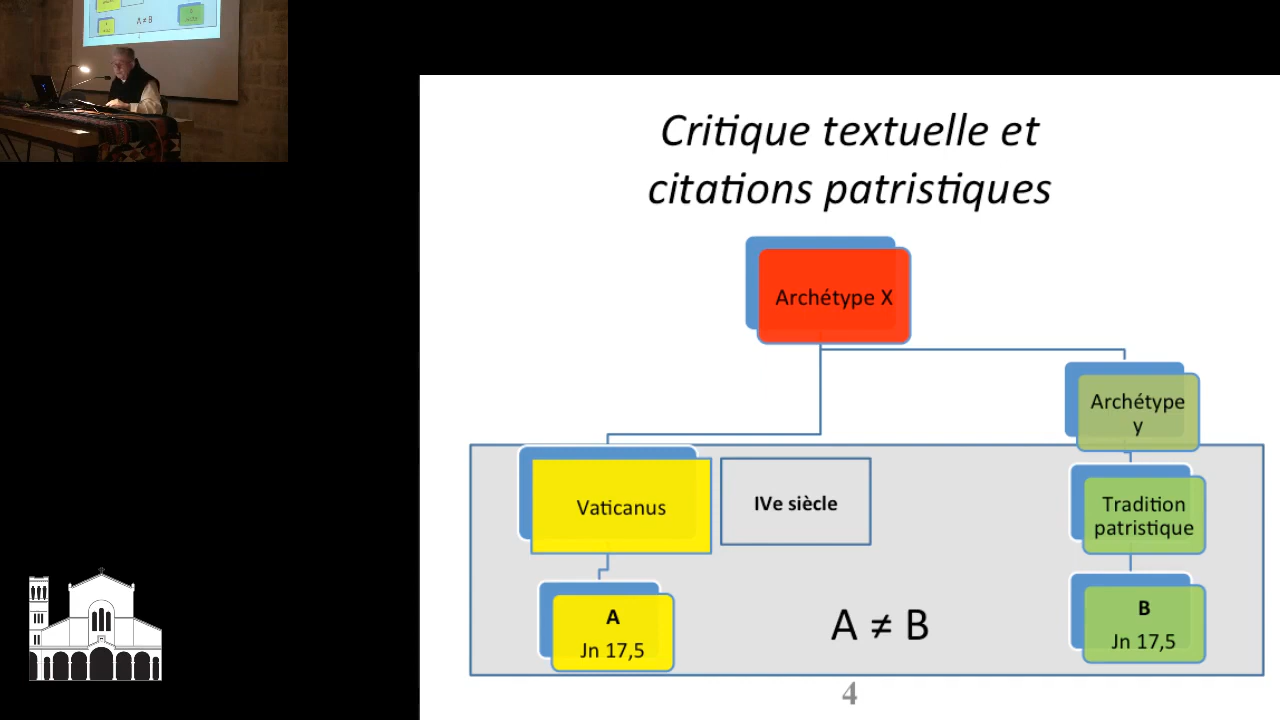 A ≠ B
Critique textuelle et
citations patristiques
Archétype X
Archétype
y
Vaticanus
IVe siècle
Tradition
patristique
A
Jn 17,5
A ≠ B
B
Jn 17,5
4